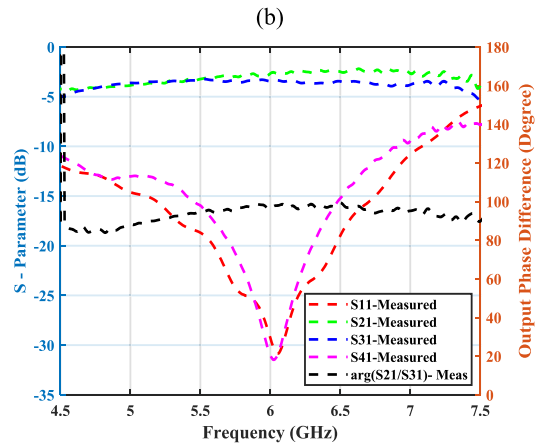 (b)
0
-5
-10
-15
-20
-25
-30
-35
S - Parameter (dB)
180
160
140
120
100
80
60
40
20
0
Output Phase Difference (Degree)
4.5
5
5.5
6
6.5
7
7.5
Frequency (GHz)
S11-Measured
S21-Measured
S31-Measured
S41-Measured
arg(S21/S31)- Meas